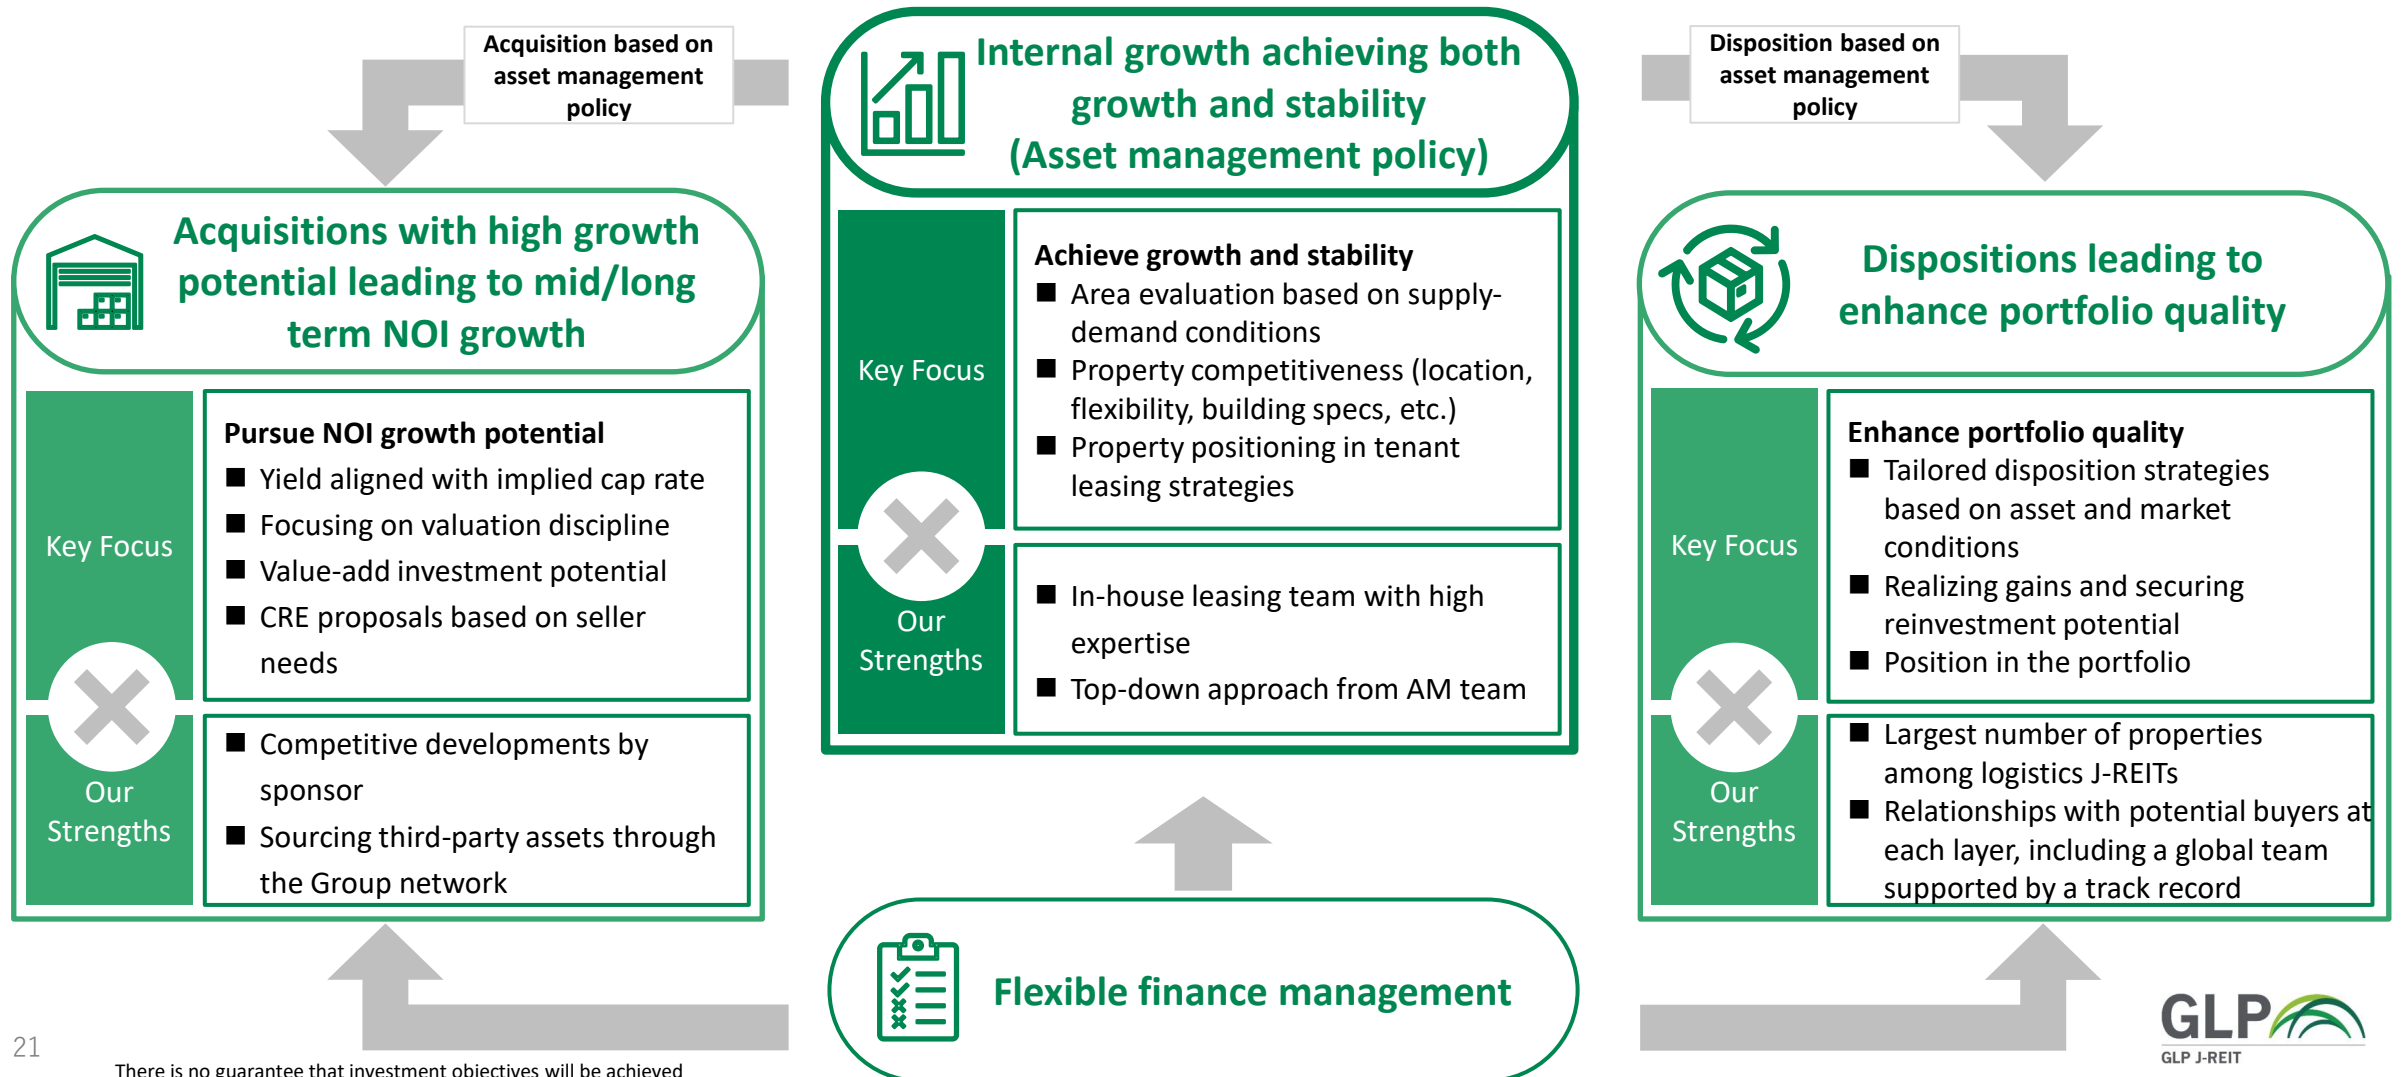 Acquisition based on
asset management
policy
Internal growth achieving both
growth and stability
(Asset management policy)
Disposition based on
asset management
policy
Acquisitions with high growth
potential leading to mid/long
term NOI growth
Key Focus
Pursue NOI growth potential
■ Yield aligned with implied cap rate
■ Focusing on valuation discipline
■ Value-add investment potential
■ CRE proposals based on seller
needs
Our
Strengths
■ Competitive developments by
sponsor
■ Sourcing third-party assets through
the Group network
Key Focus
Achieve growth and stability
■ Area evaluation based on supply-
demand conditions
■ Property competitiveness (location,
flexibility, building specs, etc.)
■ Property positioning in tenant
leasing strategies
Our
Strengths
■ In-house leasing team with high
expertise
■ Top-down approach from AM team
Dispositions leading to
enhance portfolio quality
Key Focus
Enhance portfolio quality
■ Tailored disposition strategies
based on asset and market
conditions
■ Realizing gains and securing
reinvestment potential
■ Position in the portfolio
Our
Strengths
■ Largest number of properties
among logistics J-REITs
■ Relationships with potential buyers at
each layer, including a global team
supported by a track record
Flexible finance management
21
There is no guarantee that investment objectives will be achieved
GLP
GLP J-REIT